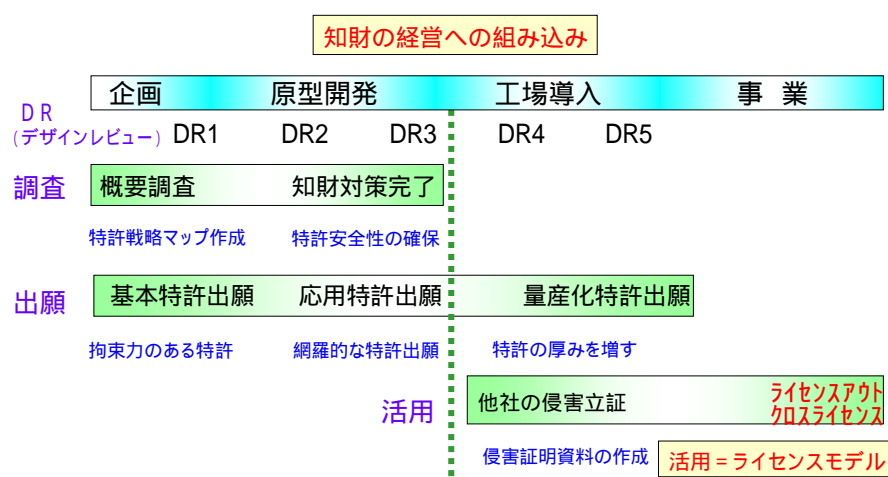 知財の経営への組み込み
企画 原型開発 工場導入 事 業
DR
(デザインレビュー) DR1 DR2 DR3 DR4 DR5
調査 概要調査 知財対策完了
特許戦略マップ作成 特許安全性の確保
出願 基本特許出願 応用特許出願 量産化特許出願
拘束力のある特許 網羅的な特許出願 特許の厚みを増す
活用 他社の侵害立証 ライセンスアウト
クロスライセンス
侵害証明資料の作成 活用=ライセンスモデル